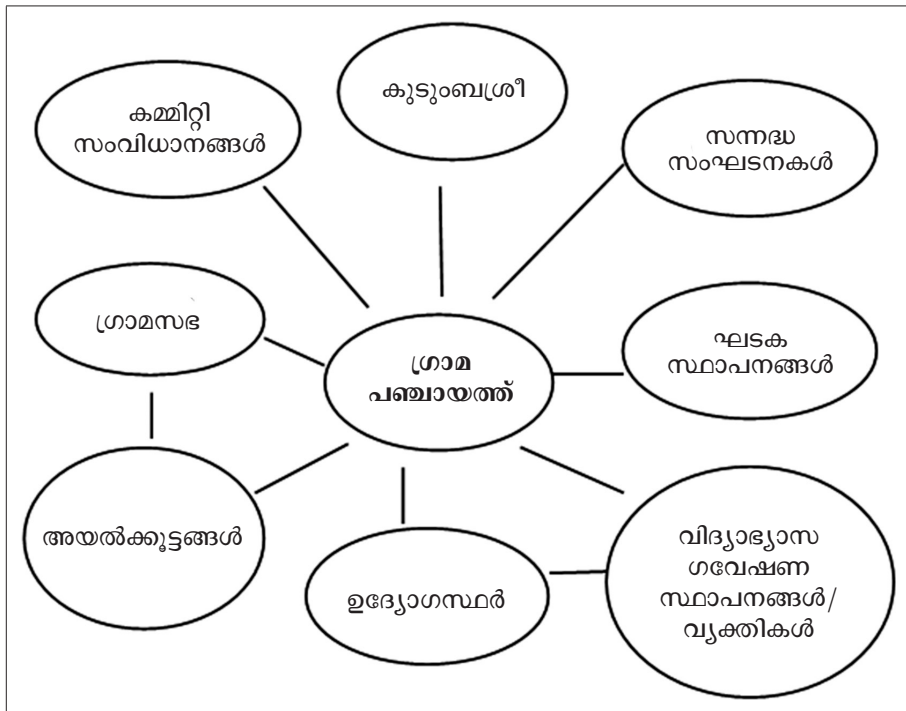 കമ്മിറ്റി
സംവിധാനങ്ങൾ
കുടുംബശ്രീ
സന്നദ്ധ
സംഘടനകൾ
ഗ്രാമസഭ
ഗ്രാമ
പഞ്ചായത്ത്
ഘടക
സ്ഥാപനങ്ങൾ
അയൽക്കൂട്ടങ്ങൾ
ഉദ്യോഗസ്ഥർ
വിദ്യാഭ്യാസ
ഗവേഷണ
സ്ഥാപനങ്ങൾ/
വ്യക്തികൾ